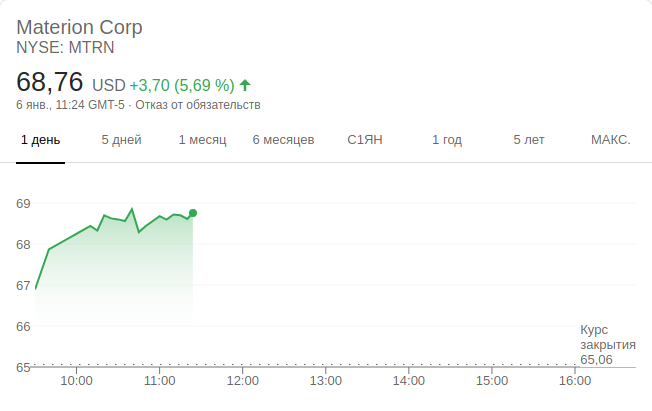 Materion Corp
NYSE: MTRN
68,76 USD +3,70 (5,69 %)
6 янв., 11:24 GMT-5 · Отказ от обязательств
1 день 5 дней 1 месяц 6 месяцев С1ЯН 1 год 5 лет МАКС.
69
68
67
66
Курс
закрытия
65,06
65
10:00 11:00 12:00 13:00 14:00 15:00 16:00